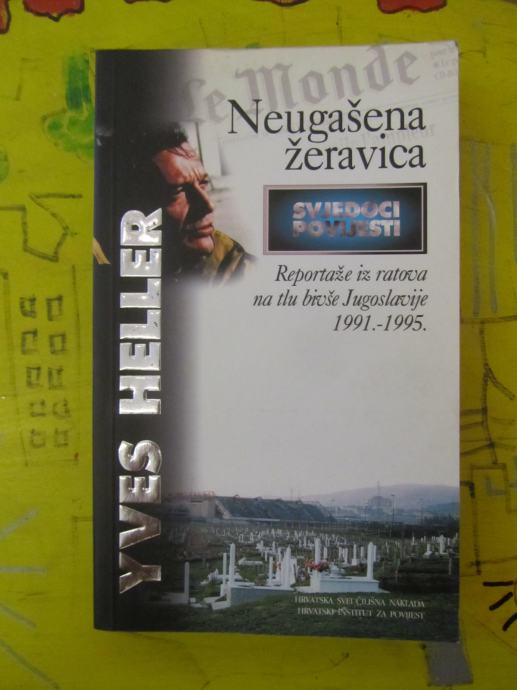 Le Monde
Neugašena
žeravica
SVJEDOCI
POVIJESTI
Reportaže iz ratova
na tlu bivše Jugoslavije
1991.-1995.
YVES HELLER
HRVATSKA SVEUČILIŠNA NAKLADA
HRVATSKI INSTITUT ZA POVIJEST